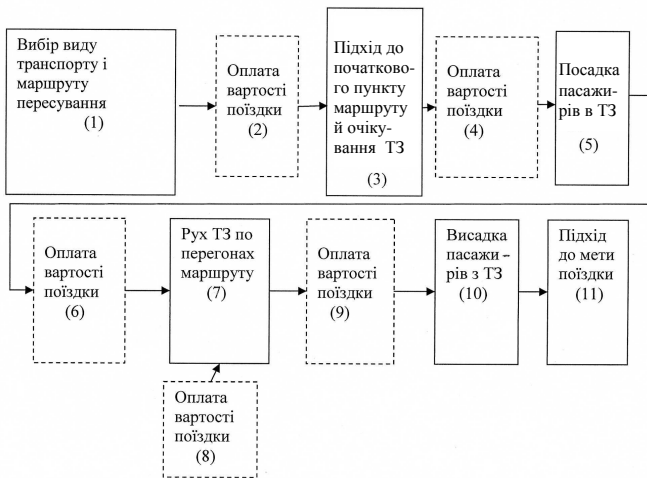 Вибір виду
транспорту і
маршруту
пересування
(1)
Оплата
вартості
поїздки
(2)
Підхід до
початково-
го пункту
маршруту
й очіку-
вання ТЗ
(3)
Оплата
вартості
поїздки
(4)
Посадка
пасажи-
рів в ТЗ
(5)
Оплата
вартості
поїздки
(6)
Рух ТЗ по
перегонах
маршруту
(7)
Оплата
вартості
поїздки
(8)
Оплата
вартості
поїздки
(9)
Висадка
пасажи –
рів з ТЗ
(10)
Підхід
до мети
поїздки
(11)